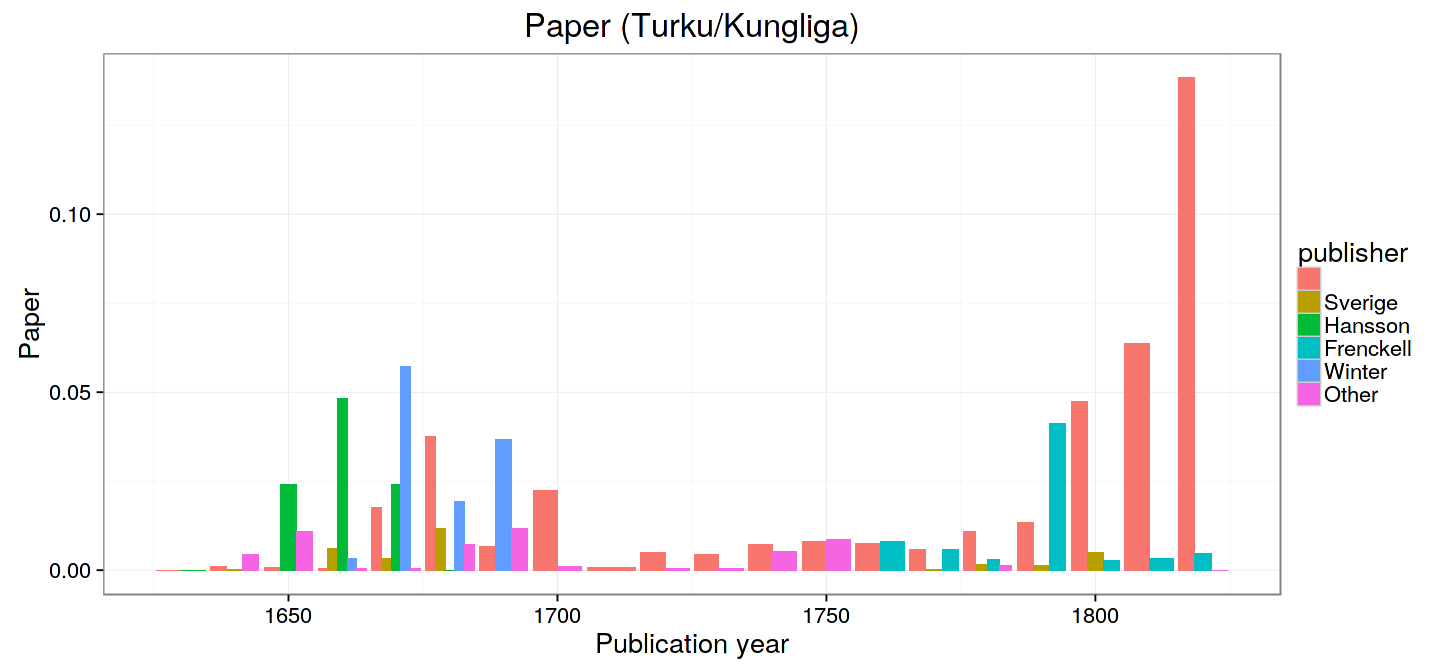 Paper (Turku/Kungliga)
Paper
0.10
0.05
0.00
1650
1700
1750
1800
Publication year
publisher
Sverige
Hansson
Frenckell
Winter
Other